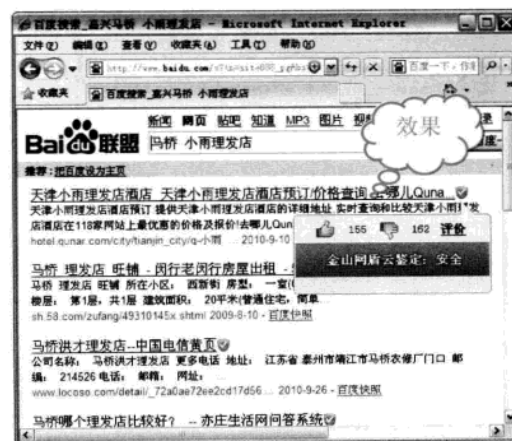 百度搜索_嘉兴马桥 小雨理发店 - Microsoft Internet Explorer
文件(F) 编辑(E) 查看(V) 收藏夹(A) 工具(T) 帮助(H)
http://www.baidu.com/
百度一下，你
收藏夹 百度搜索_嘉兴马桥 小雨理发店
新闻 网页 贴吧 知道 MP3 图片
效果
Bai du 联盟 马桥 小雨理发店
推荐：把百度设为主页
天津小雨理发店酒店_天津小雨理发店酒店预订/价格查询_去哪儿Quna
天津小雨理发店酒店预订 提供天津小雨理发店酒店的详细地址,实时查询和比较天津小雨
店酒店在118家网站上最优惠的价格及报价!去哪儿Qun
hotel.qunar.com/city/tianjin_city/q-小雨 2010-9-10
155 162 评价
金山网盾云鉴定：安全
马桥 理发店 旺铺 - 闵行老闵行房屋出租 -
马桥 理发店 旺铺 所在小区： 西新街 房型： 一室
楼层： 第1层，共1层 建筑面积： 20平米(普通住宅，简单
sh.58.com/zufang/49310145x.shtml 2009-8-10 - 百度快照
马桥洪才理发店--中国电信黄页
公司名称： 马桥洪才理发店 更多电话 地址： 江苏省 泰州市靖江市马桥农修厂门口 邮
编： 214526 电话： 邮箱： 网址：
www.locoso.com/detail/_72a0ae72ee2cd17d56... 2010-9-26 - 百度快照
马桥哪个理发店比较好? -- 亦庄生活网问答系统